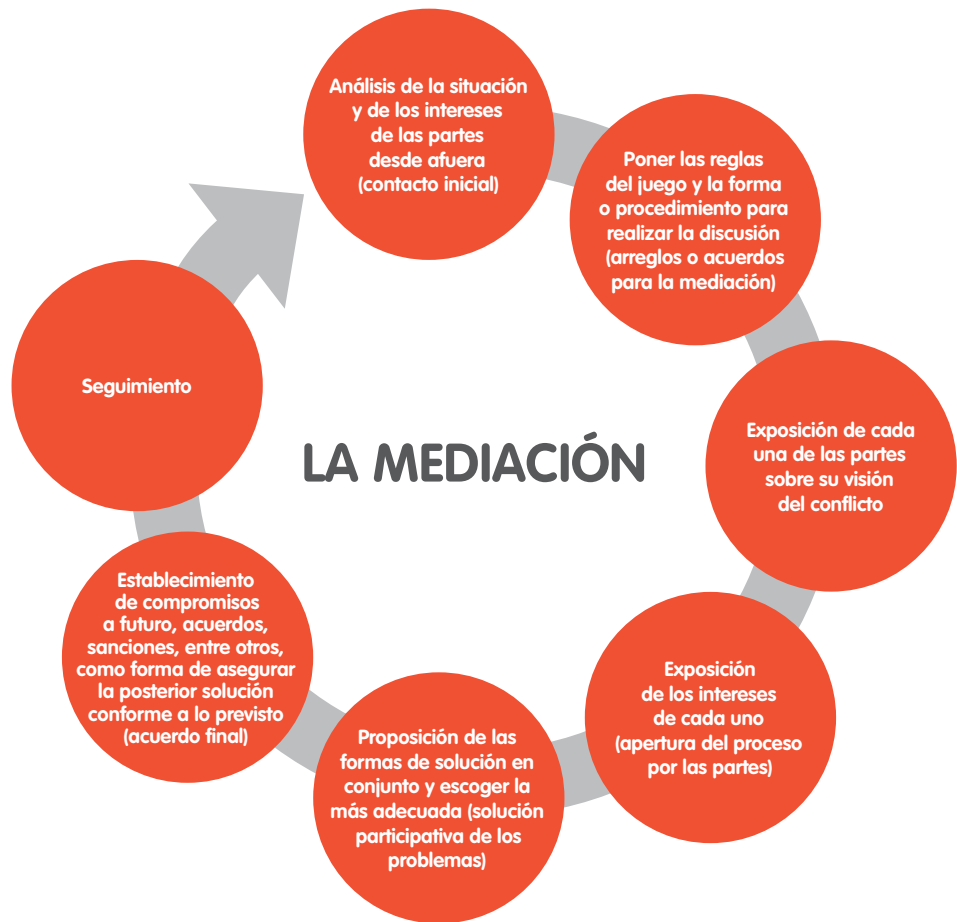 Análisis de la situación
y de los intereses
de las partes
desde afuera
(contacto inicial)
Poner las reglas
del juego y la forma
o procedimiento para
realizar la discusión
(arreglos o acuerdos
para la mediación)
Exposición de cada
una de las partes
sobre su visión
del conflicto
Exposición
de los intereses
de cada uno
(apertura del proceso
por las partes)
Proposición de las
formas de solución en
conjunto y escoger la
más adecuada (solución
participativa de los
problemas)
Establecimiento
de compromisos
a futuro, acuerdos,
sanciones, entre otros,
como forma de asegurar
la posterior solución
conforme a lo previsto
(acuerdo final)
Seguimiento
LA MEDIACIÓN